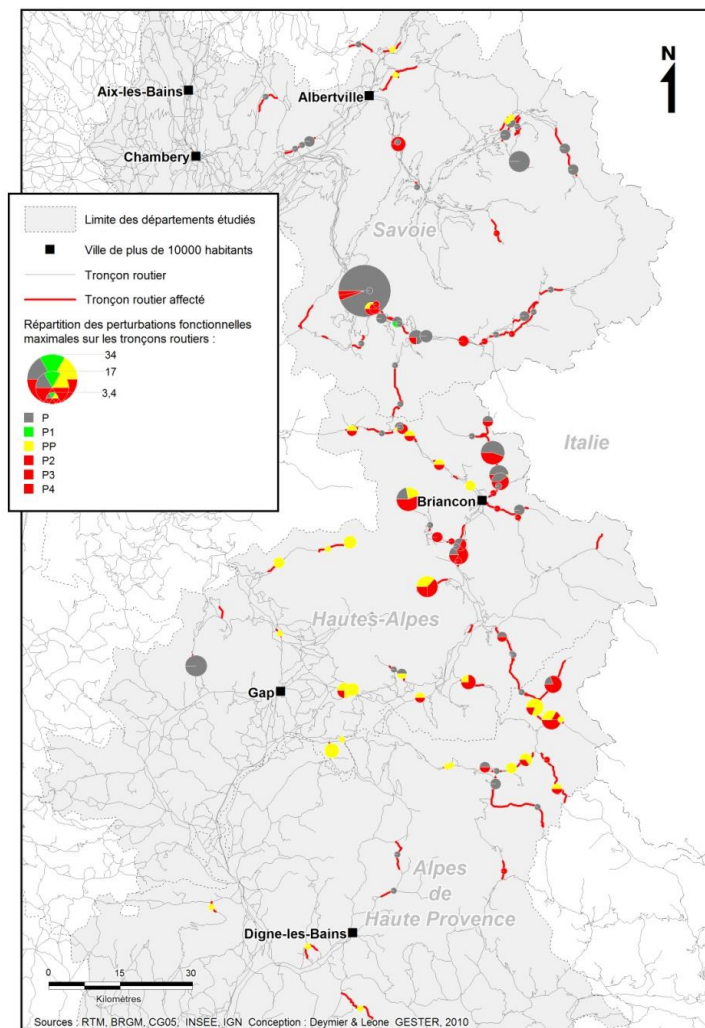 N
Aix-les-Bains
Albertville
Chambery
Savoie
Limite des départements étudiés
Ville de plus de 10000 habitants
Tronçon routier
Tronçon routier affecté
Répartition des perturbations fonctionnelles
maximales sur les tronçons routiers :
34
17
3,4
P
P1
PP
P2
P3
P4
Italie
Briancon
Hautes-Alpes
Gap
Alpes
de
Haute Provence
Digne-les-Bains
0 15 30
Kilomètres
Sources : RTM, BRGM, CG05, INSEE, IGN Conception : Deymier & Leone GESTER, 2010